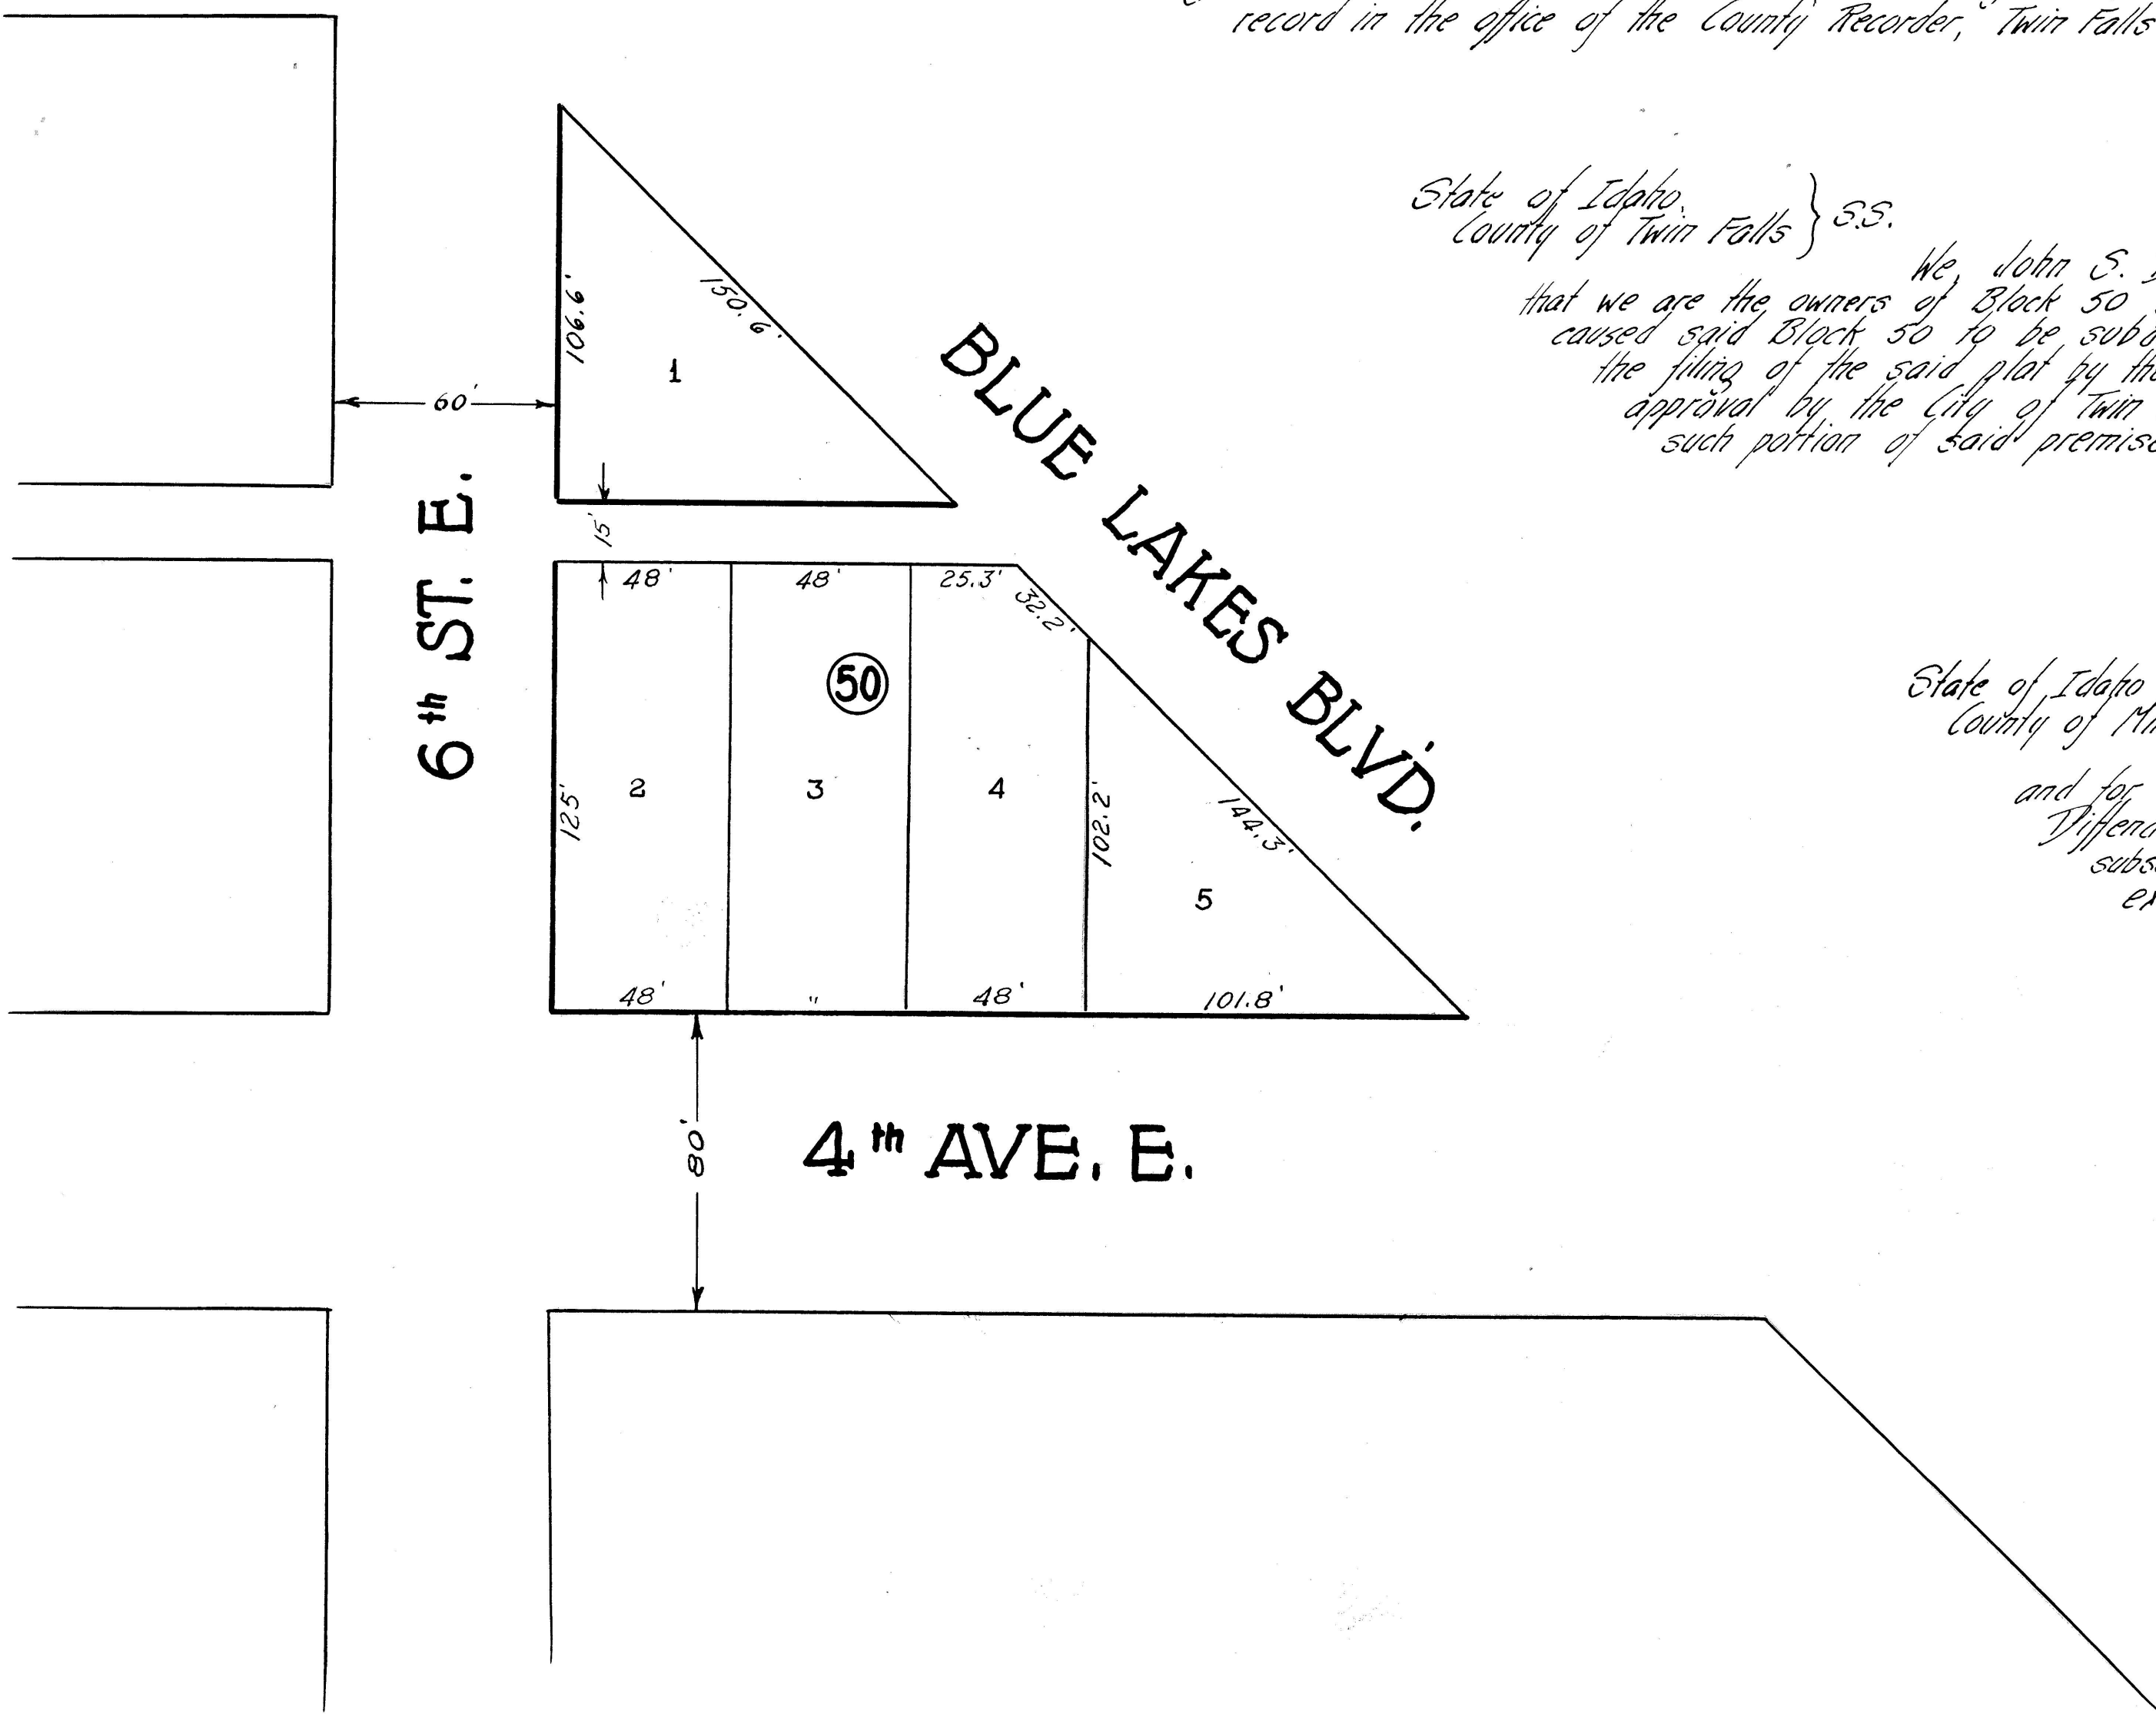 record in the office of the County Recorder, Twin Falls
State of Idaho.
County of Twin Falls } S.S.
We, John S.
that we are the owners of Block 50
caused said Block 50 to be
the filing of the said plat by
approval by the City of Twin
such portion of said
106.6'
150.6'
1
60'
BLUE LAKES BLVD.
6th ST. E.
15'
48'
48'
25.3'
32.2'
50
State of Idaho
County of
2
3
4
125'
102.2'
144.3'
and for
5
48'
"
48'
101.8'
80'
4th AVE. E.